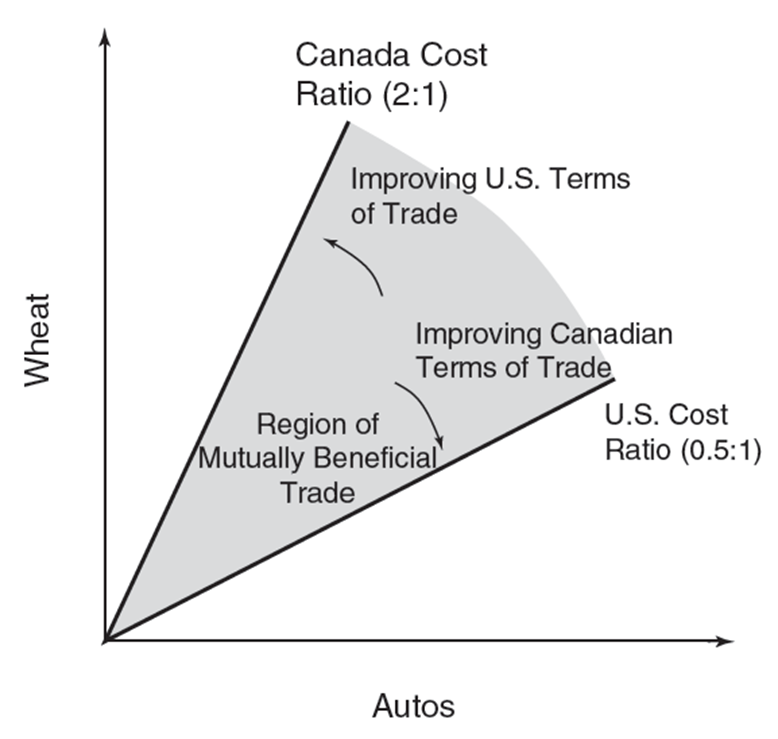 Canada Cost
Ratio (2:1)
Improving U.S. Terms
of Trade
Wheat
Improving Canadian
Terms of Trade
U.S. Cost
Ratio (0.5:1)
Region of
Mutually Beneficial
Trade
Autos